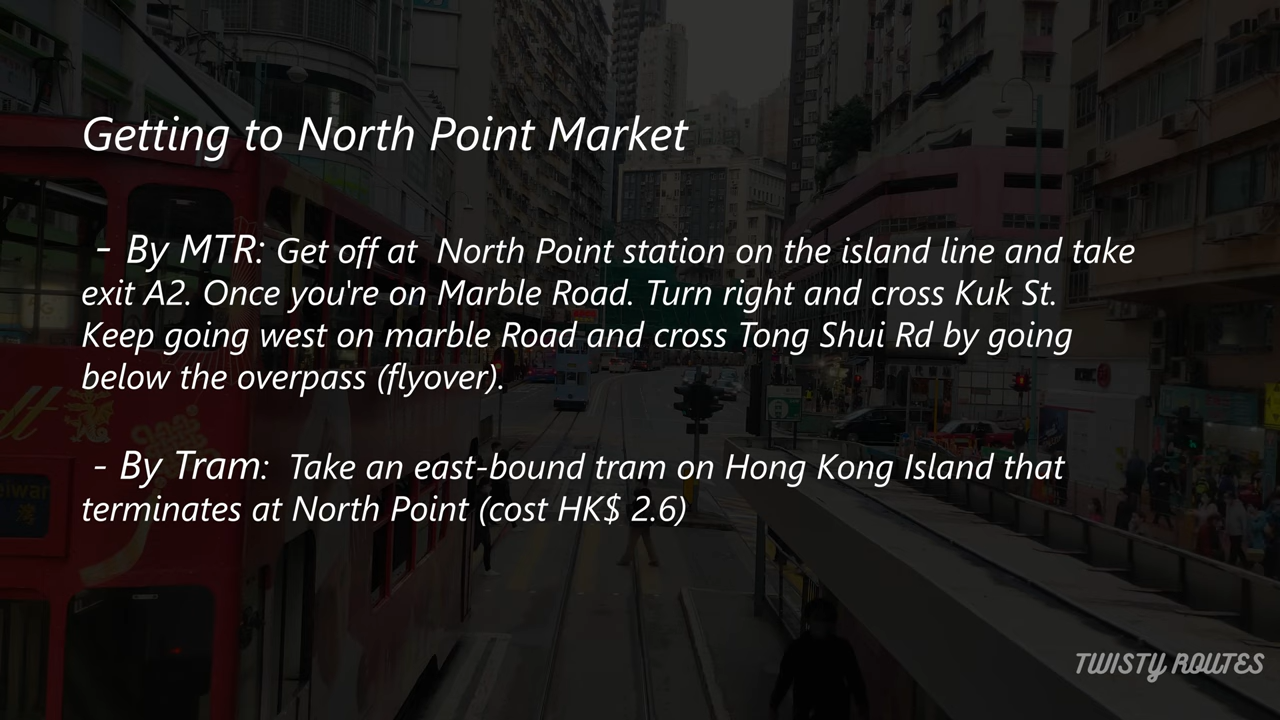 Getting to North Point Market
- By MTR: Get off at  North Point station on the island line and take
exit A2. Once you're on Marble Road. Turn right and cross Kuk St.
Keep going west on marble Road and cross Tong Shui Rd by going
below the overpass (flyover).
- By Tram:  Take an east-bound tram on Hong Kong Island that
terminates at North Point (cost HK$ 2.6)
TWISTY ROUTES